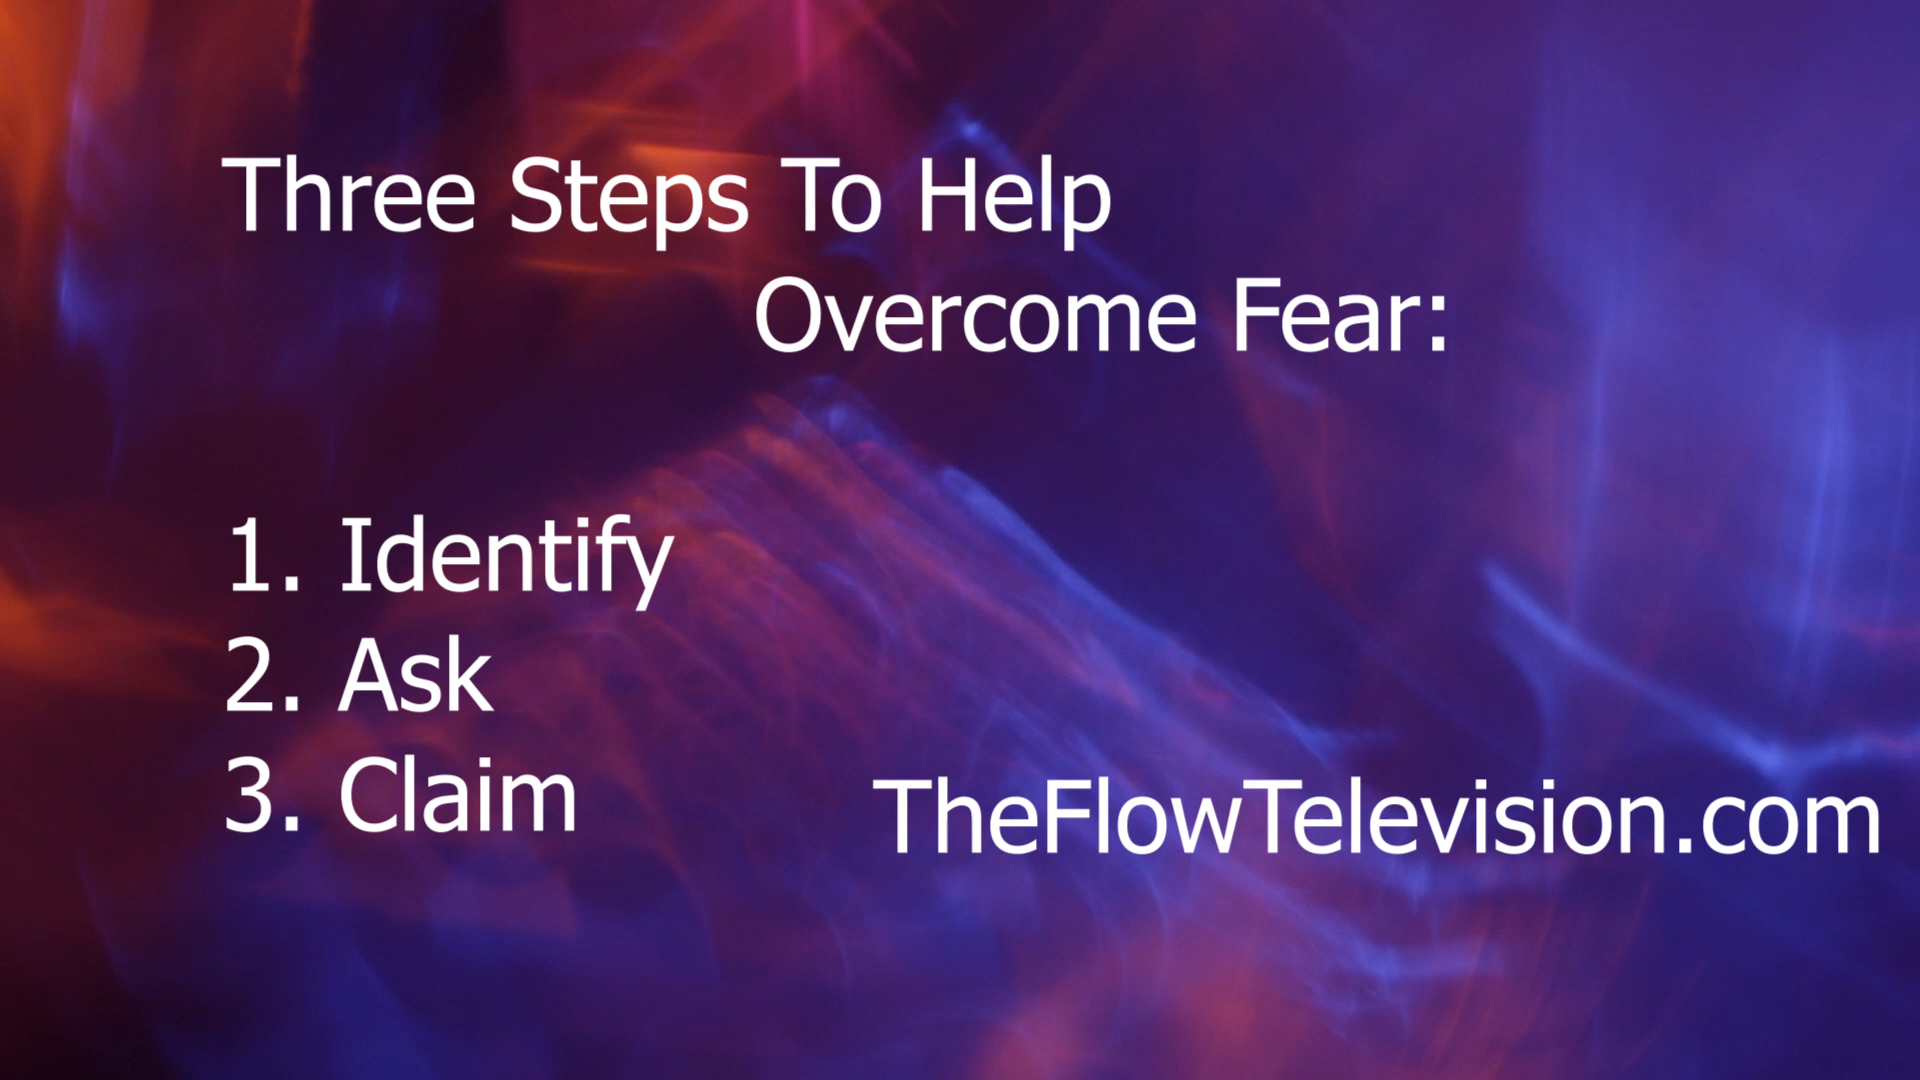 Three Steps To Help
Overcome Fear:
1. Identify
2. Ask
3. Claim
TheFlowTelevision.com